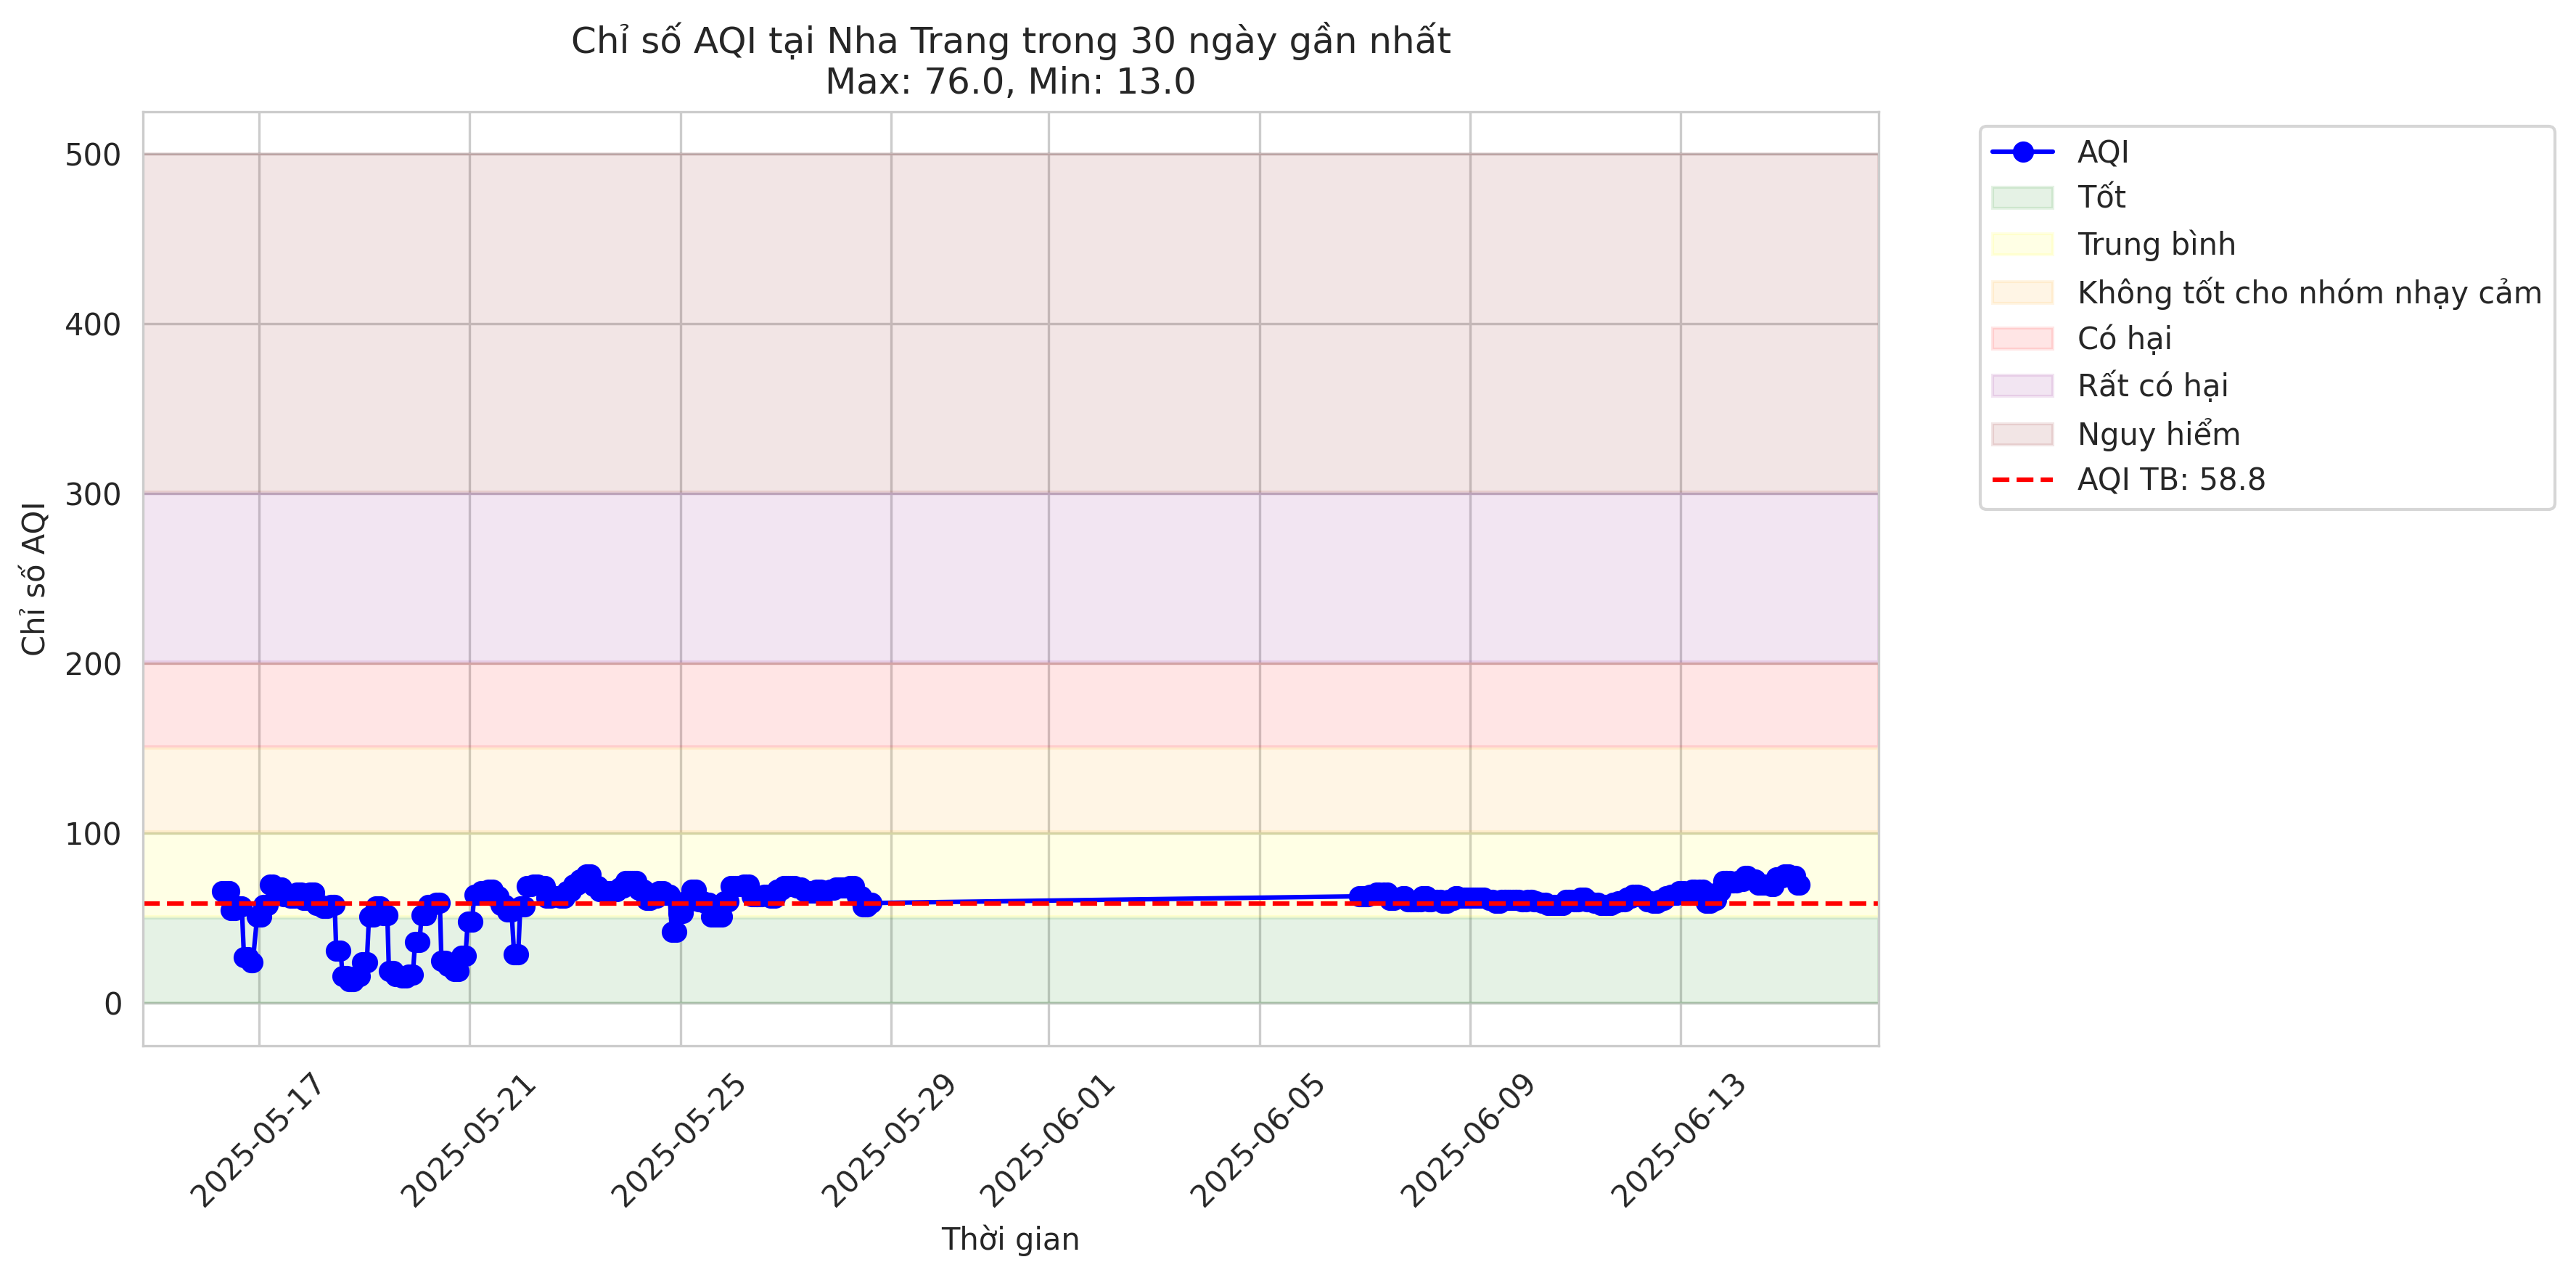 Chỉ số AQI tại Nha Trang trong 30 ngày gần nhất
Max: 76.0, Min: 13.0
Chỉ số AQI
500
400
300
200
100
0
2025-05-17
2025-05-21
2025-05-25
2025-05-29
2025-06-01
2025-06-05
2025-06-09
2025-06-13
Thời gian
AQI
Tốt
Trung bình
Không tốt cho nhóm nhạy cảm
Có hại
Rất có hại
Nguy hiểm
AQI TB: 58.8